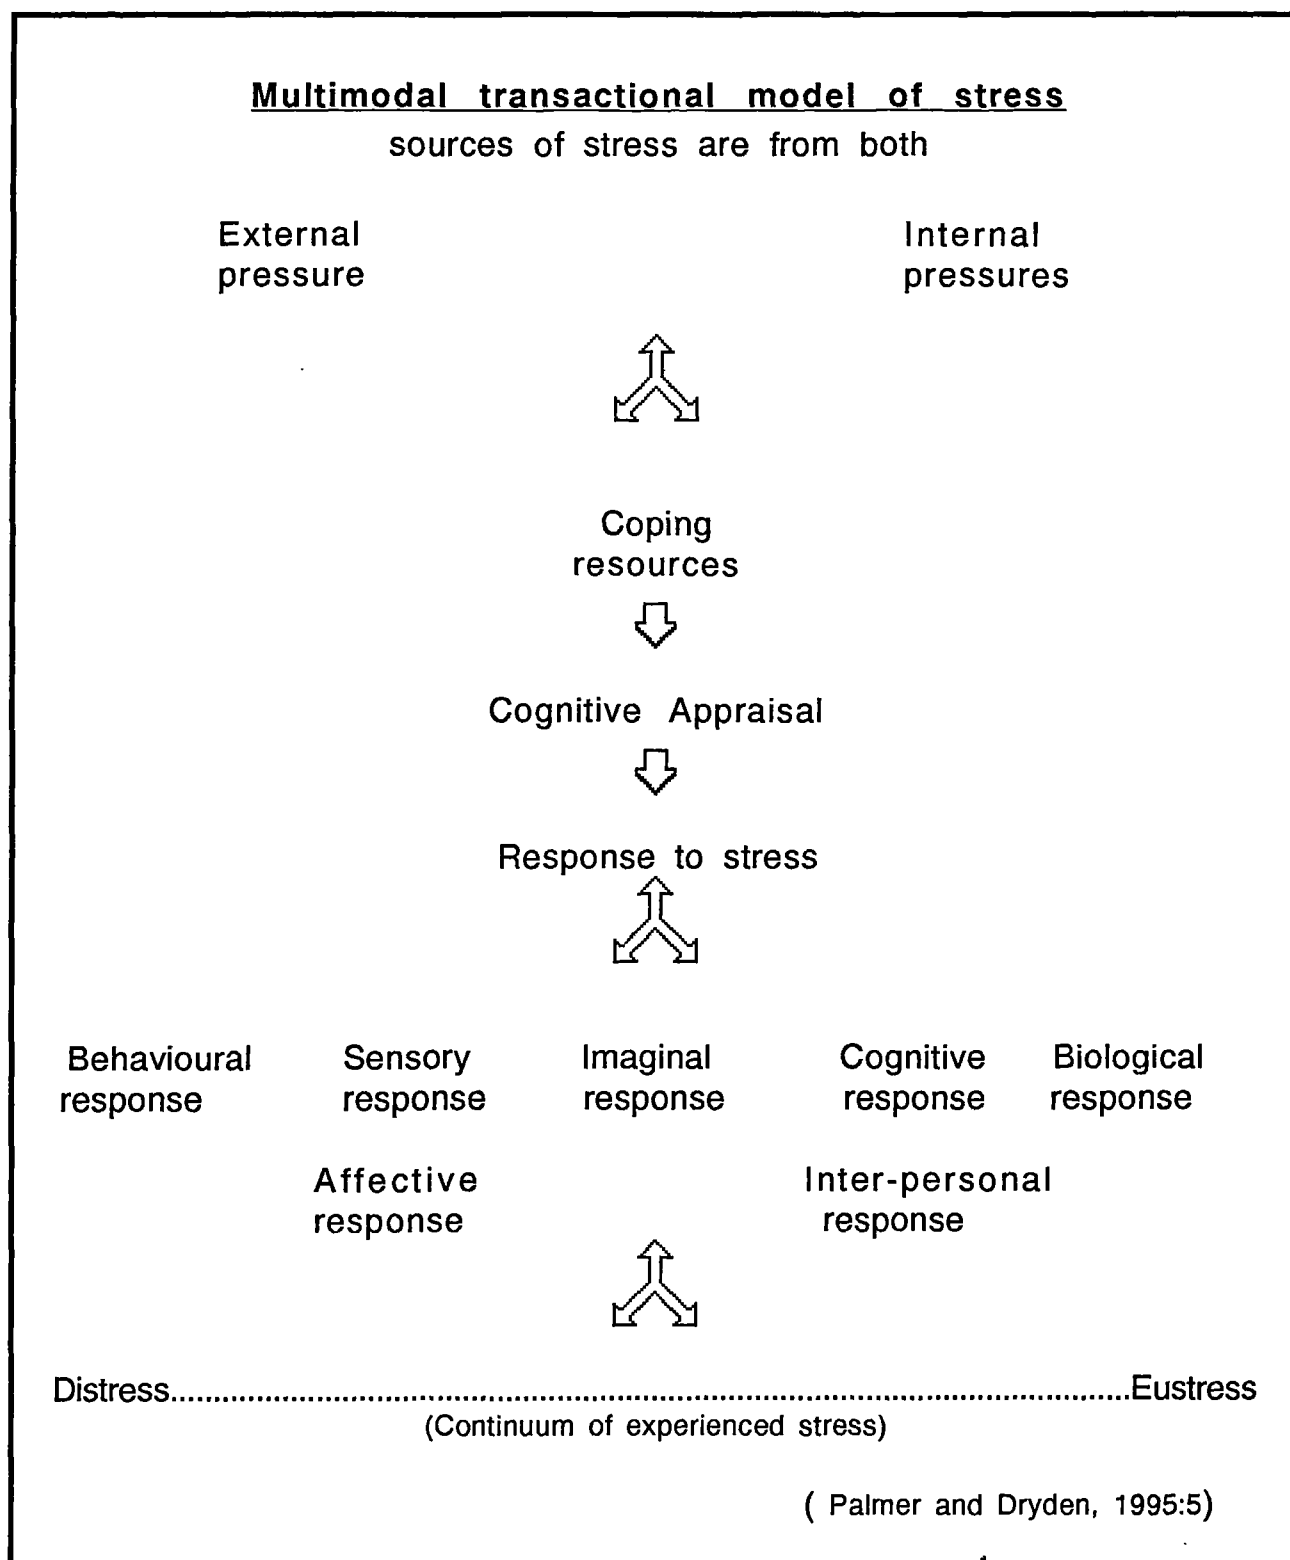 Multimodal transactional model of stress
sources of stress are from both
External
pressure
Internal
pressures
Coping
resources
Cognitive Appraisal
Response to stress
Behavioural
response
Sensory
response
Imaginal
response
Cognitive
response
Biological
response
Affective
response
Inter-personal
response
Distress........................................................................................................Eustress
(Continuum of experienced stress)
( Palmer and Dryden, 1995:5)